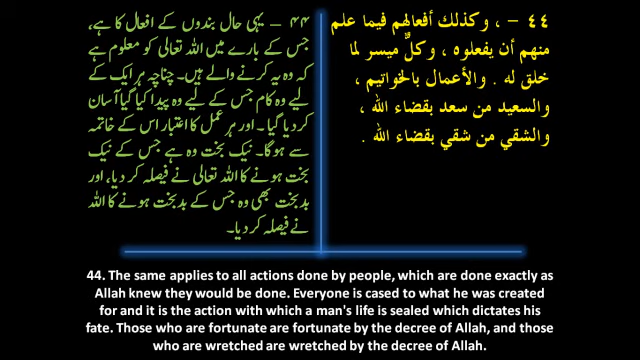 ٤٤ – ، وكذلك أفعالهم فيما علم
منهم أن يفعلوه ، وكلٌّ ميسر لما
خلق له . والأعمال بالخواتيم ،
والسعيد من سعد بقضاء الله ،
والشقي من شقي بقضاء الله .
۴۴ – یہی حال بندوں کے افعال کا ہے،
جس کے بارے میں اللہ تعالی کو معلوم ہے
کہ وہ یہ کرنے والے ہیں۔ چنانچہ ہر ایک کے
لیے وہ کام جس کے لیے وہ پیدا کیا گیا آسان
کر دیا گیا ۔ اور ہر عمل کا اعتبار اس کے خاتمہ
سے ہو گا۔ نیک بخت وہ ہے جس کے نیک
بخت ہونے کا اللہ تعالی نے فیصلہ کر دیا، اور
بد بخت بھی وہ جس کے بد بخت ہونے کا اللہ
نے فیصلہ کر دیا۔
44. The same applies to all actions done by people, which are done exactly as
Allah knew they would be done. Everyone is cased to what he was created
for and it is the action with which a man's life is sealed which dictates his
fate. Those who are fortunate are fortunate by the decree of Allah, and those
who are wretched are wretched by the decree of Allah.